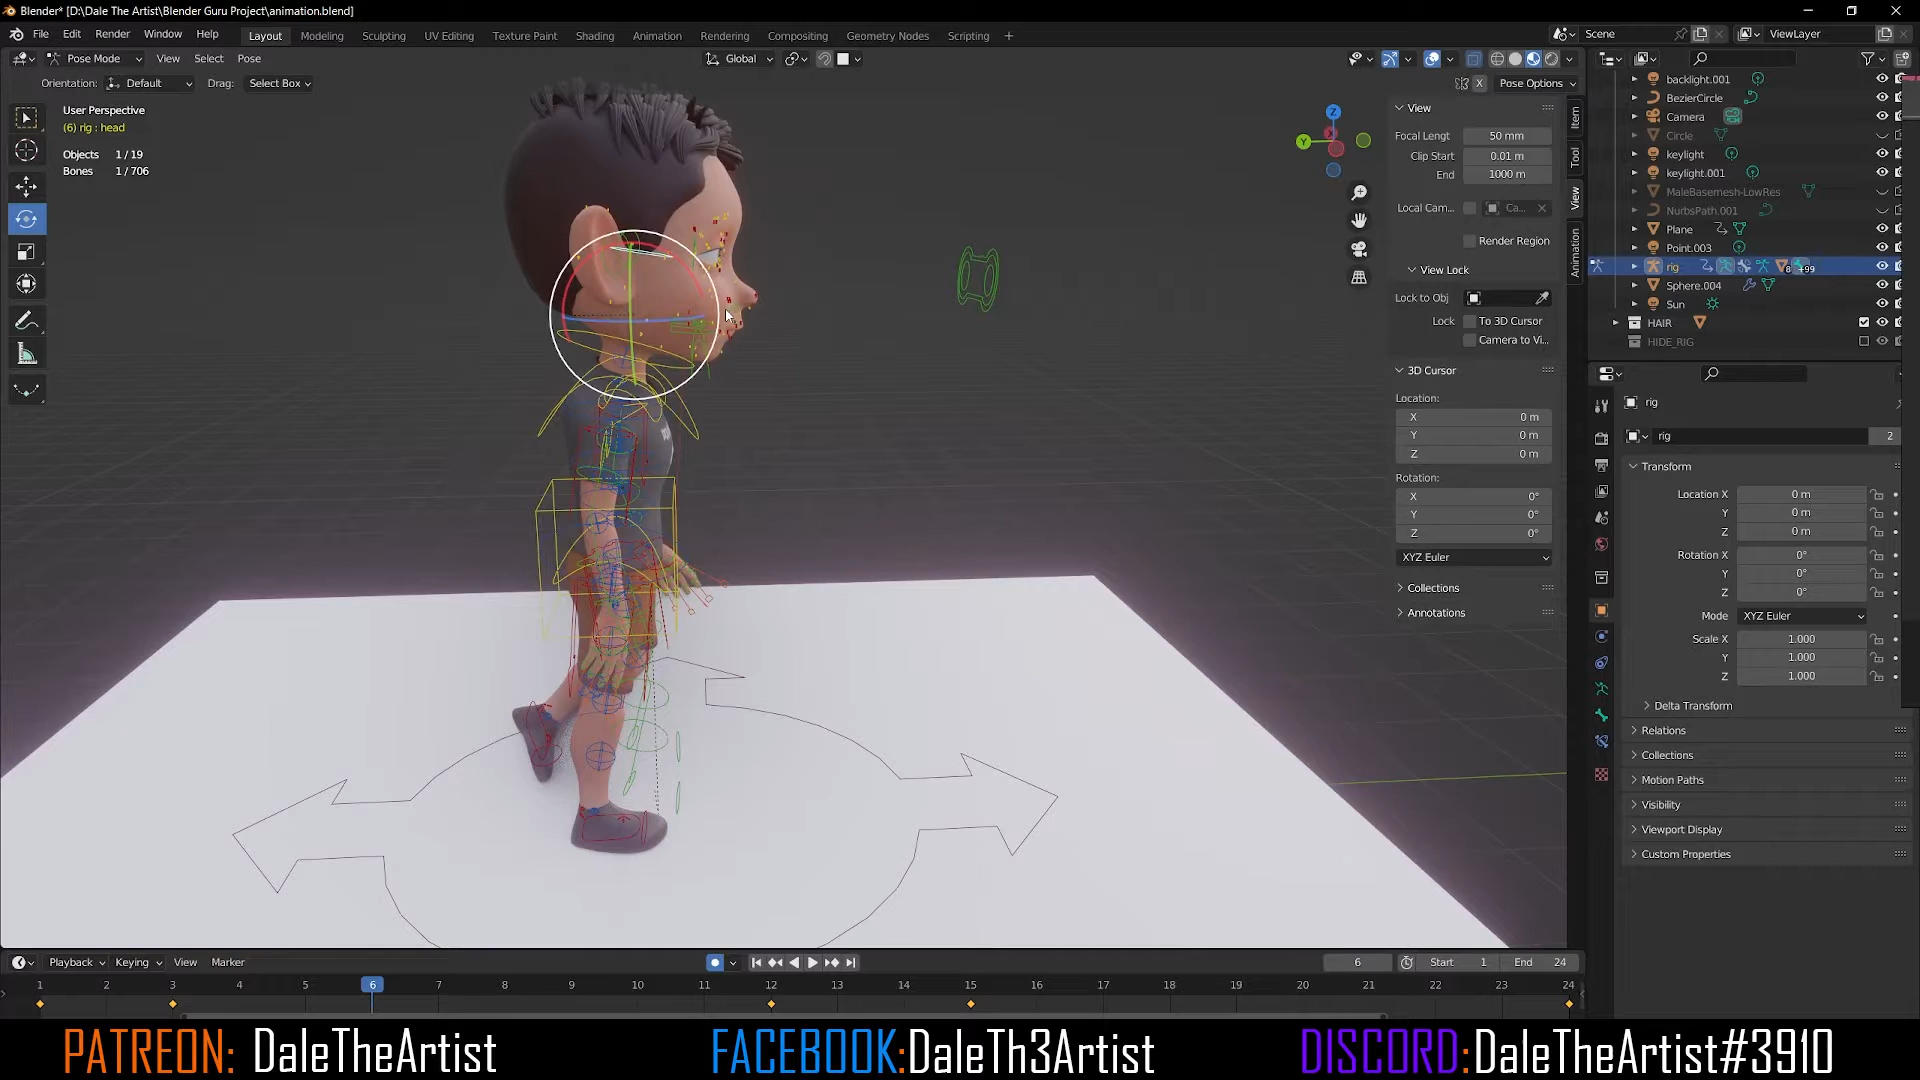 Blender* [D:\Dale The Artist\Blender Guru Project\animation.blend]
File Edit Render Window Help Layout Modeling Sculpting UV Editing Texture Paint Shading Animation Rendering Compositing Geometry Nodes Scripting + Scene ViewLayer
Pose Mode View Select Pose Global
Orientation: Default Drag: Select Box X Pose Options
User Perspective
(6) rig : head
Objects 1 / 19
Bones 1 / 706
View
Focal Lengt 50 mm
Clip Start 0.01 m
End 1000 m
Local Cam... Ca...
Render Region
View Lock
Lock to Obj
Lock To 3D Cursor
Camera to Vi...
3D Cursor
Location:
X 0 m
Y 0 m
Z 0 m
Rotation:
X 0°
Y 0°
Z 0°
XYZ Euler
Collections
Annotations
Item
Tool
View
Animation
Z
Y
backlight.001
BezierCircle
Camera
Circle
keylight
keylight.001
MaleBasemesh-LowRes
NurbsPath.001
Plane
Point.003
rig 8 +99
Sphere.004
Sun
HAIR
HIDE_RIG
rig
rig 2
Transform
Location X 0 m
Y 0 m
Z 0 m
Rotation X 0°
Y 0°
Z 0°
Mode XYZ Euler
Scale X 1.000
Y 1.000
Z 1.000
Delta Transform
Relations
Collections
Motion Paths
Visibility
Viewport Display
Custom Properties
Playback Keying View Marker 6 Start 1 End 24
1 3 4 5 6 7 8 9 10 11 12 13 14 15 16 17 18 19 20 21 22 23 24
PATREON: DaleTheArtist FACEBOOK:DaleTh3Artist DISCORD:DaleTheArtist#3910